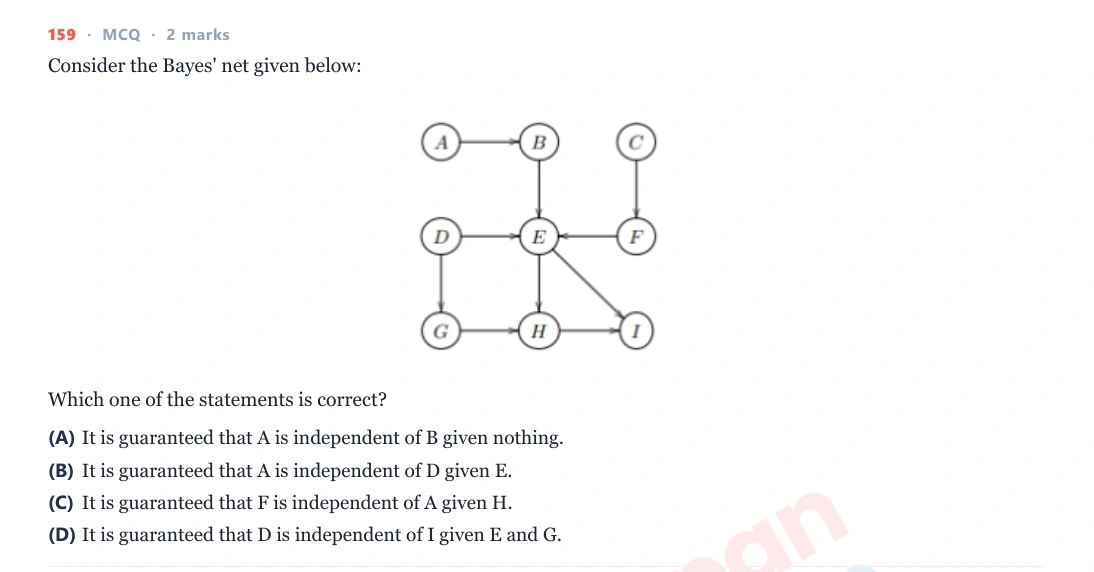 159 · MCQ · 2 marks
Consider the Bayes' net given below:
A B C
D E F
G H I
Which one of the statements is correct?
(A) It is guaranteed that A is independent of B given nothing.
(B) It is guaranteed that A is independent of D given E.
(C) It is guaranteed that F is independent of A given H.
(D) It is guaranteed that D is independent of I given E and G.